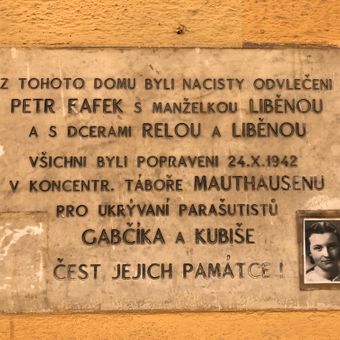 Z TOHOTO DOMU BYLI NACISTY ODVLEČENI
PETR FAFEK S MANŽELKOU LIBĚNOU
A S DCERAMI RELOU A LIBĚNOU
VŠICHNI BYLI POPRAVENI 24.X.1942
V KONCENTR. TÁBOŘE MAUTHAUSENU
PRO UKRÝVANÍ PARAŠUTISTŮ
GABČÍKA A KUBIŠE
ČEST JEJICH PAMÁTCE!